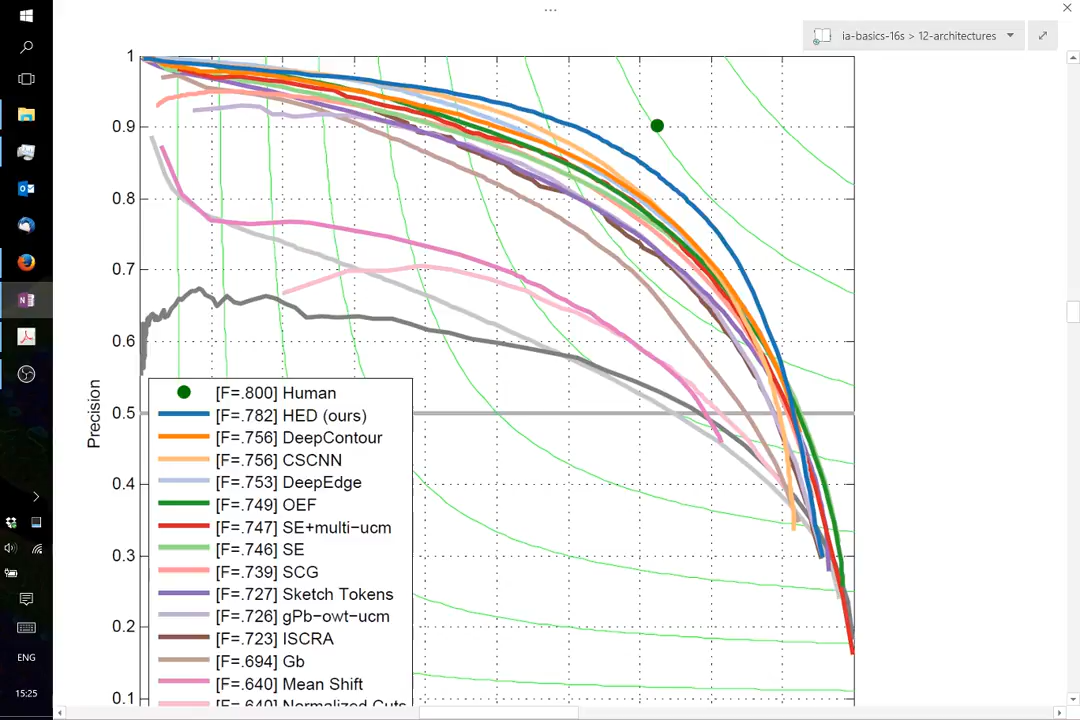 ...
ia-basics-16s > 12-architectures
1
0.9
0.8
0.7
0.6
0.5
0.4
0.3
0.2
0.1
Precision
[F=.800] Human
[F=.782] HED (ours)
[F=.756] DeepContour
[F=.756] CSCNN
[F=.753] DeepEdge
[F=.749] OEF
[F=.747] SE+multi−ucm
[F=.746] SE
[F=.739] SCG
[F=.727] Sketch Tokens
[F=.726] gPb−owt−ucm
[F=.723] ISCRA
[F=.694] Gb
[F=.640] Mean Shift
[F=.640] Normalized Cuts
ENG
15:25